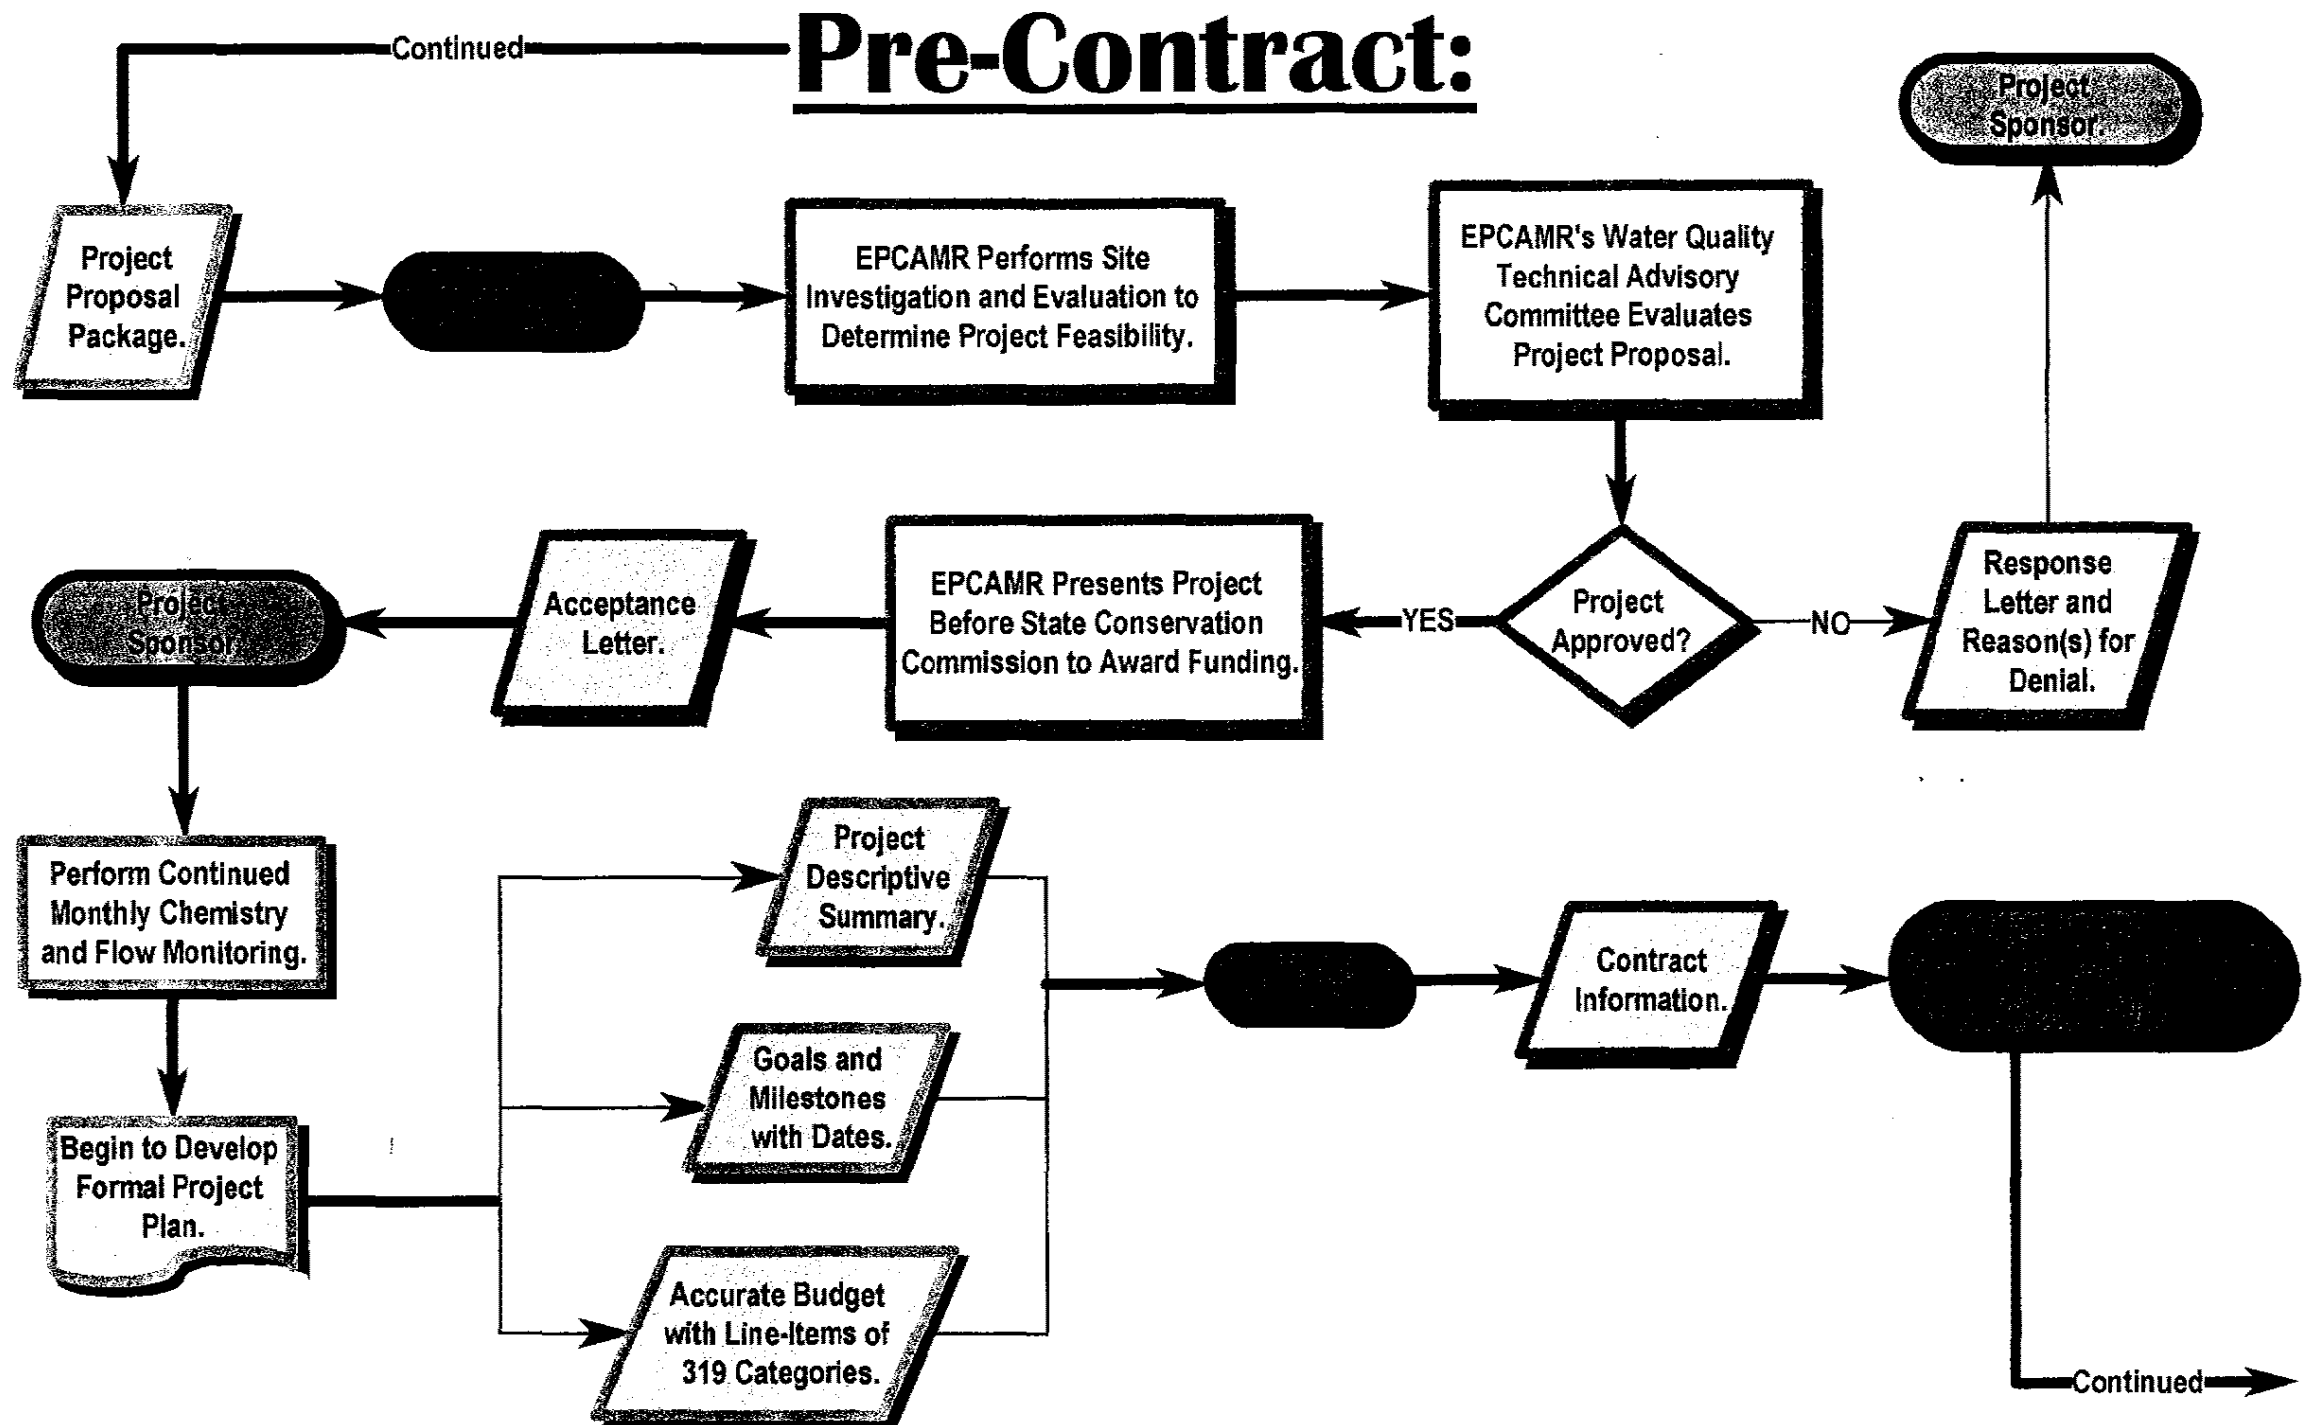 Pre-Contract:
Continued
Project
Sponsor.
Project
Proposal
Package.
EPCAMR Performs Site
Investigation and Evaluation to
Determine Project Feasibility.
EPCAMR's Water Quality
Technical Advisory
Committee Evaluates
Project Proposal.
Project
Sponsor.
Acceptance
Letter.
EPCAMR Presents Project
Before State Conservation
Commission to Award Funding.
YES
Project
Approved?
NO
Response
Letter and
Reason(s) for
Denial.
Perform Continued
Monthly Chemistry
and Flow Monitoring.
Begin to Develop
Formal Project
Plan.
Project
Descriptive
Summary.
Goals and
Milestones
with Dates.
Accurate Budget
with Line-Items of
319 Categories.
Contract
Information.
Continued